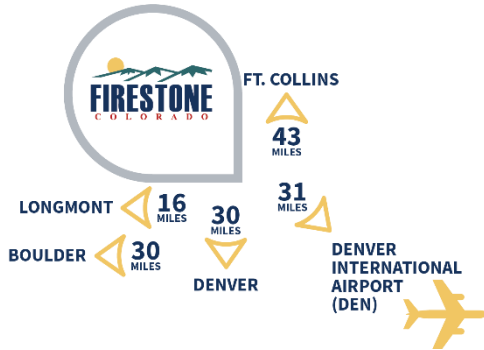 FIRESTONE
COLORADO
FT. COLLINS
43
MILES
LONGMONT
16
MILES
30
MILES
31
MILES
BOULDER
30
MILES
DENVER
DENVER
INTERNATIONAL
AIRPORT
(DEN)